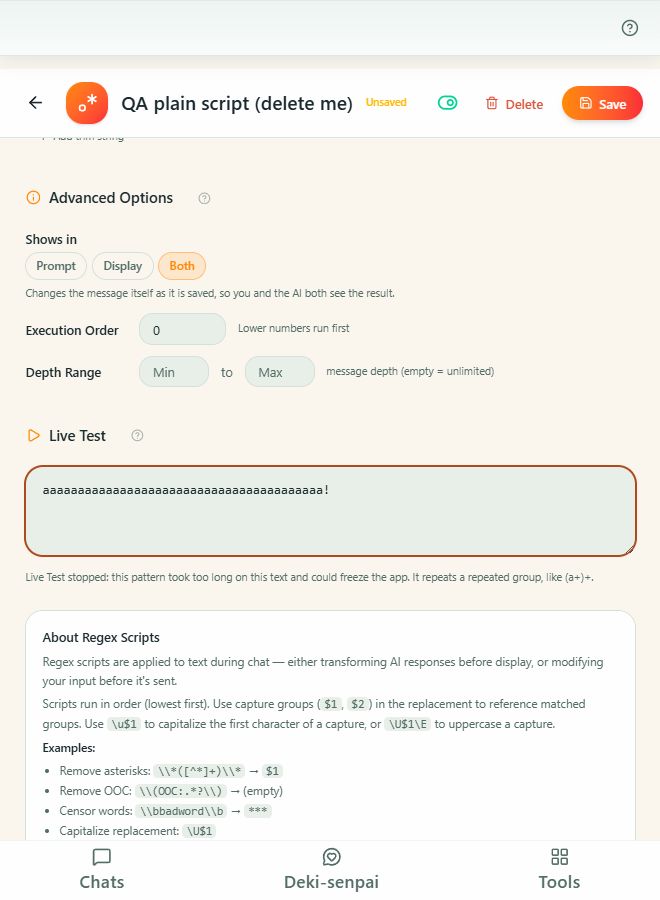 QA plain script (delete me)
Unsaved
Delete
Save
Add trim string
Advanced Options
Shows in
Prompt
Display
Both
Changes the message itself as it is saved, so you and the AI both see the result.
Execution Order
0
Lower numbers run first
Depth Range
Min
to
Max
message depth (empty = unlimited)
Live Test
aaaaaaaaaaaaaaaaaaaaaaaaaaaaaaaaaaaaaaaa!
Live Test stopped: this pattern took too long on this text and could freeze the app. It repeats a repeated group, like (a+)+.
About Regex Scripts
Regex scripts are applied to text during chat — either transforming AI responses before display, or modifying
your input before it's sent.
Scripts run in order (lowest first). Use capture groups ( $1 , $2 ) in the replacement to reference matched
groups. Use \u$1 to capitalize the first character of a capture, or \U$1\E to uppercase a capture.
Examples:
• Remove asterisks: \\*([^*]+)\\* → $1
• Remove OOC: \\(OOC:.*?\\) → (empty)
• Censor words: \\bbadword\\b → ***
• Capitalize replacement: \U$1
Chats
Deki-senpai
Tools